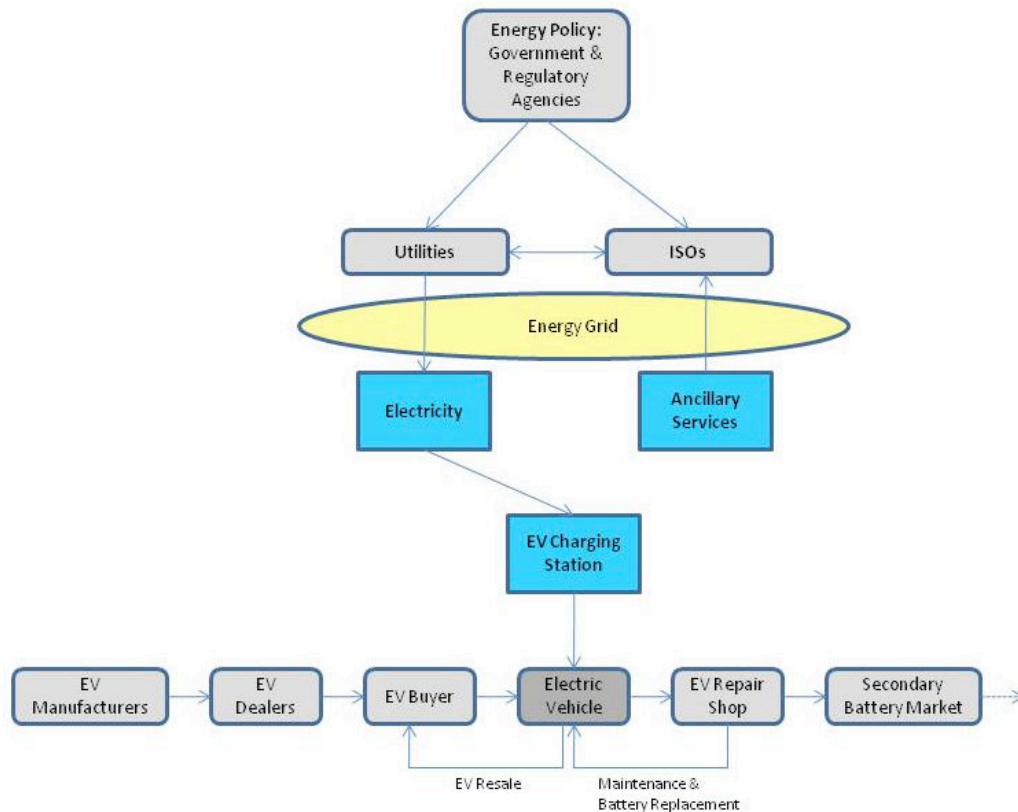 Energy Policy:
Government &
Regulatory
Agencies
Utilities
ISOs
Energy Grid
Electricity
Ancillary
Services
EV Charging
Station
EV
Manufacturers
EV
Dealers
EV Buyer
Electric
Vehicle
EV Repair
Shop
Secondary
Battery Market
EV Resale
Maintenance &
Battery Replacement